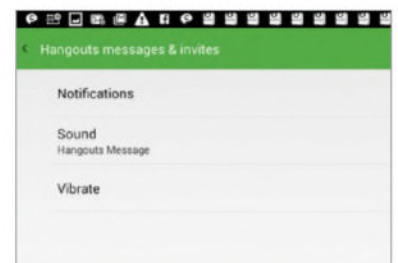 Hangouts messages & invites
Notifications
Sound
Hangouts Message
Vibrate